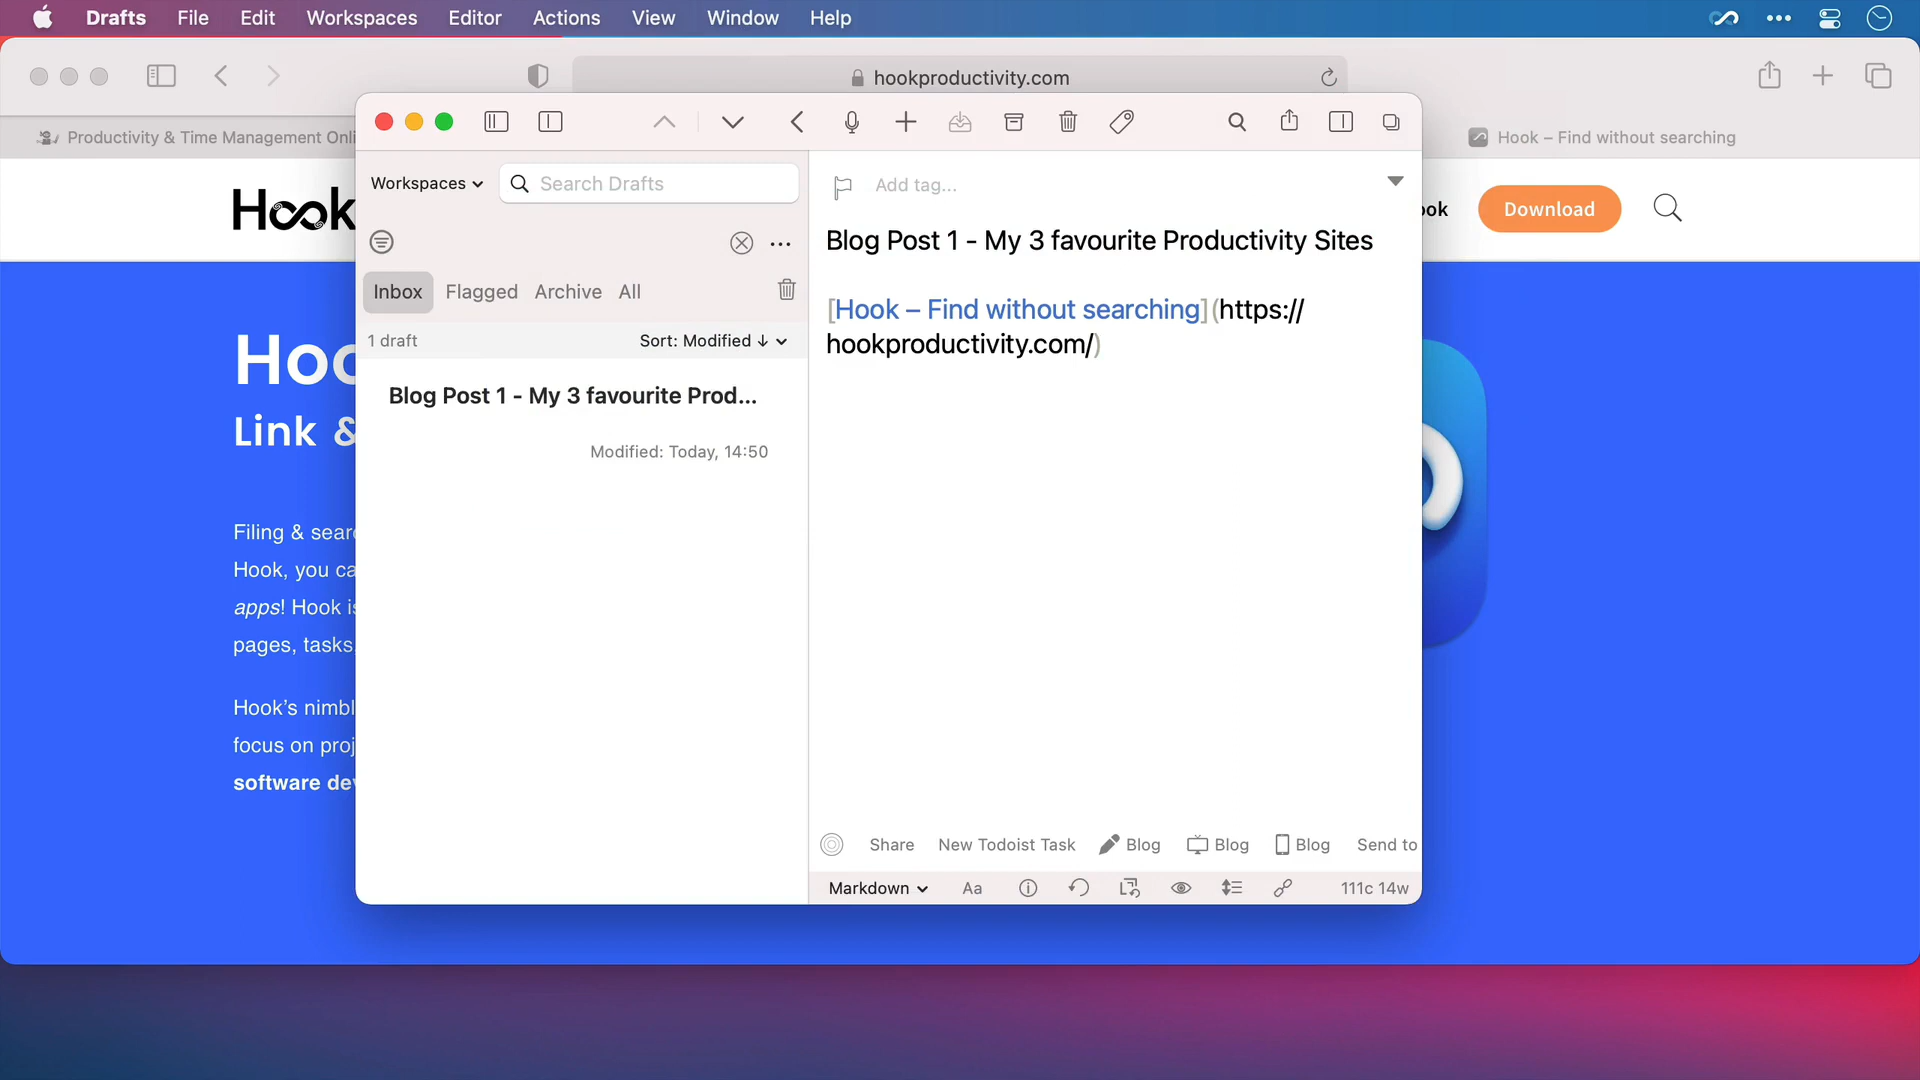 Drafts File Edit Workspaces Editor Actions View Window Help
hookproductivity.com
Productivity & Time Management Onli
Hook – Find without searching
Hook
ook
Download
Hoo
Link &
Filing & sear
Hook, you ca
apps! Hook is
pages, tasks,
Hook's nimbl
focus on proj
software dev
Workspaces
Search Drafts
Inbox Flagged Archive All
1 draft
Sort: Modified ↓
Blog Post 1 - My 3 favourite Prod...
Modified: Today, 14:50
Add tag...
Blog Post 1 - My 3 favourite Productivity Sites
[Hook – Find without searching](https://
hookproductivity.com/)
Share New Todoist Task Blog Blog Blog Send to
Markdown Aa 111c 14w